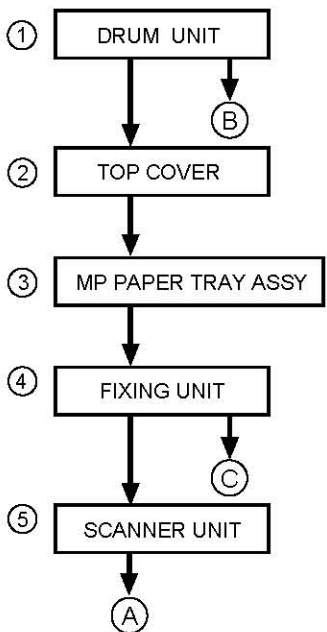 ① DRUM UNIT
Ⓑ
② TOP COVER
③ MP PAPER TRAY ASSY
④ FIXING UNIT
Ⓒ
⑤ SCANNER UNIT
Ⓐ